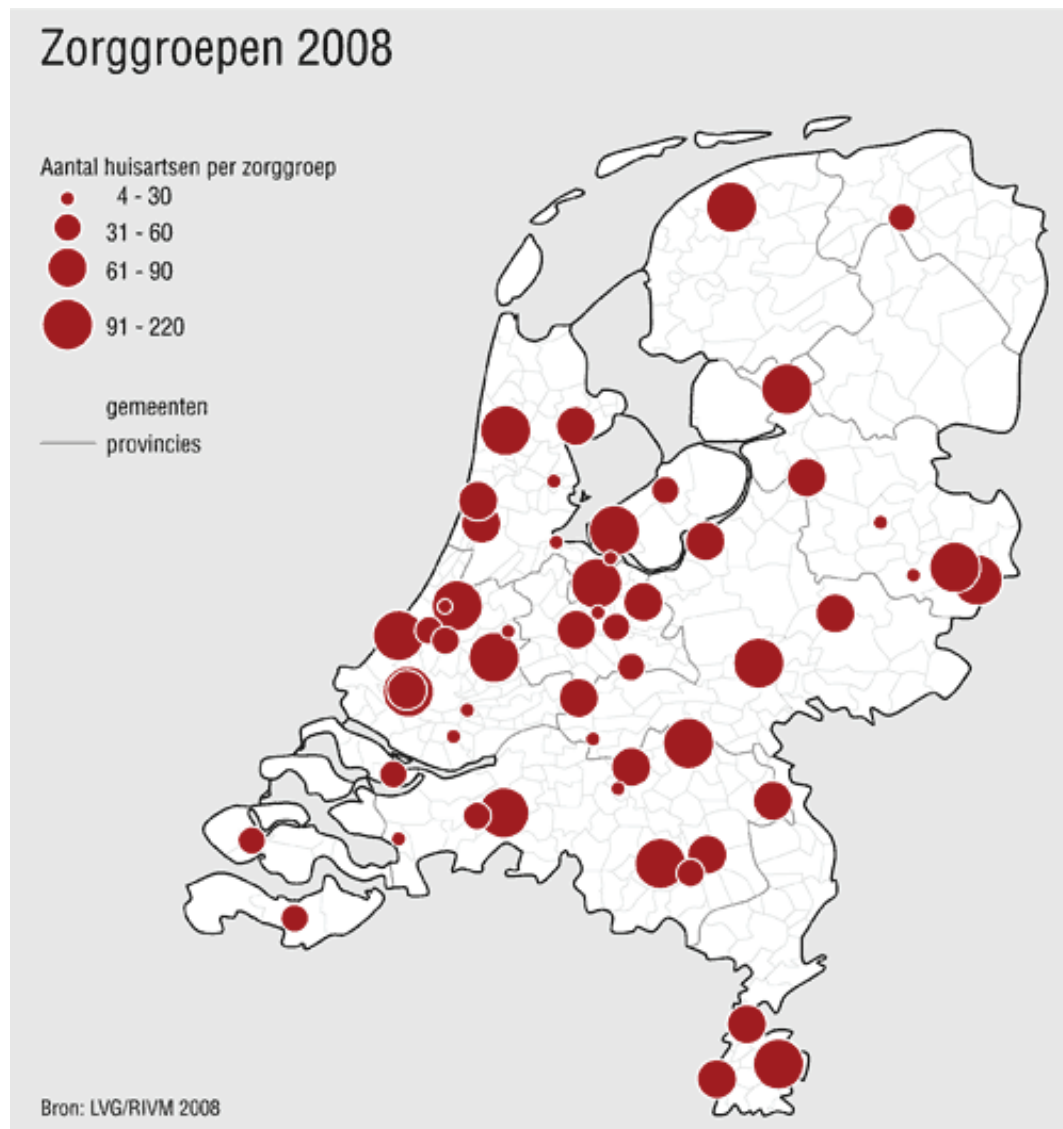 Zorggroepen 2008
Aantal huisartsen per zorggroep
4 - 30
31 - 60
61 - 90
91 - 220
gemeenten
provincies
Bron: LVG/RIVM 2008